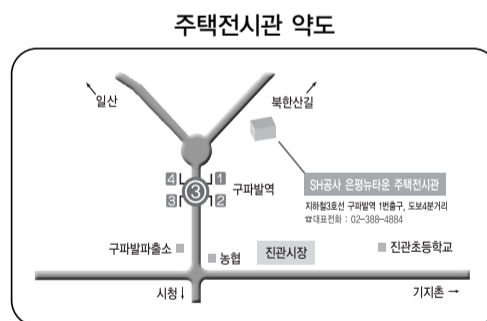 주택전시관 약도
일산
북한산길
4 1
3
3 2
구파발역
SH공사 은평뉴타운 주택전시관
지하철3호선 구파발역 1번출구, 도보4분거리
☎대표전화 : 02-388-4884
구파발파출소
농협
진관시장
진관초등학교
시청↓
기지촌 →